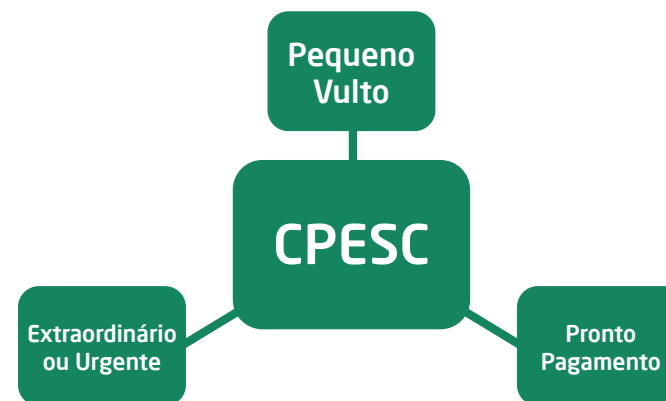 Pequeno
Vulto
CPESC
Extraordinário
ou Urgente
Pronto
Pagamento